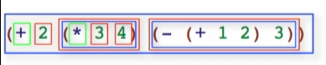 (+ 2 (* 3 4) (- (+ 1 2) 3))